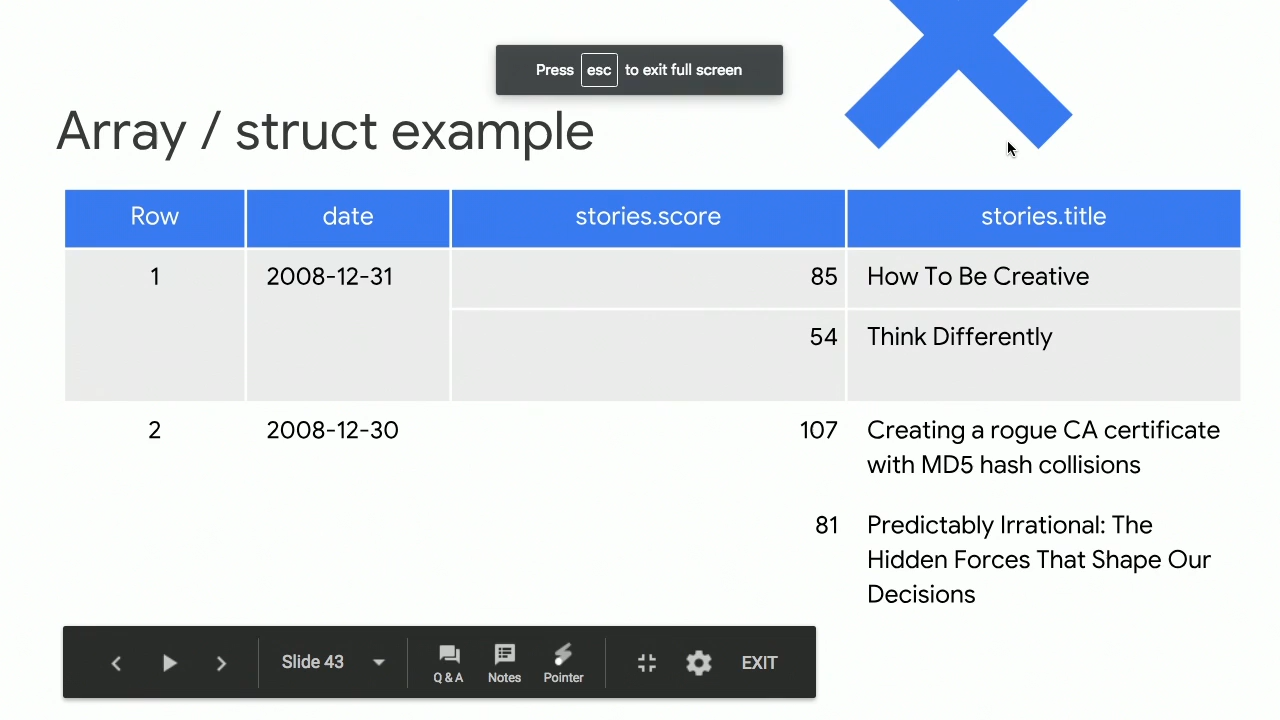 Press esc to exit full screen
Array / struct example
Row date stories.score stories.title
1 2008-12-31 85 How To Be Creative
54 Think Differently
2 2008-12-30 107 Creating a rogue CA certificate
with MD5 hash collisions
81 Predictably Irrational: The
Hidden Forces That Shape Our
Decisions
Slide 43 Q & A Notes Pointer EXIT